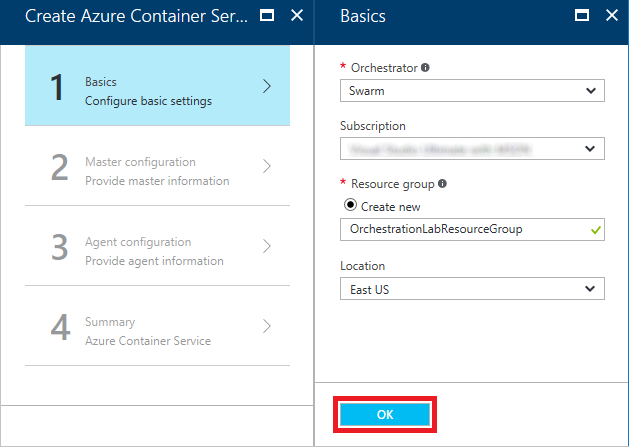 Create Azure Container Ser...
1
Basics
Configure basic settings
2
Master configuration
Provide master information
3
Agent configuration
Provide agent information
4
Summary
Azure Container Service
Basics
* Orchestrator
Swarm
Subscription
* Resource group
Create new
OrchestrationLabResourceGroup
Location
East US
OK